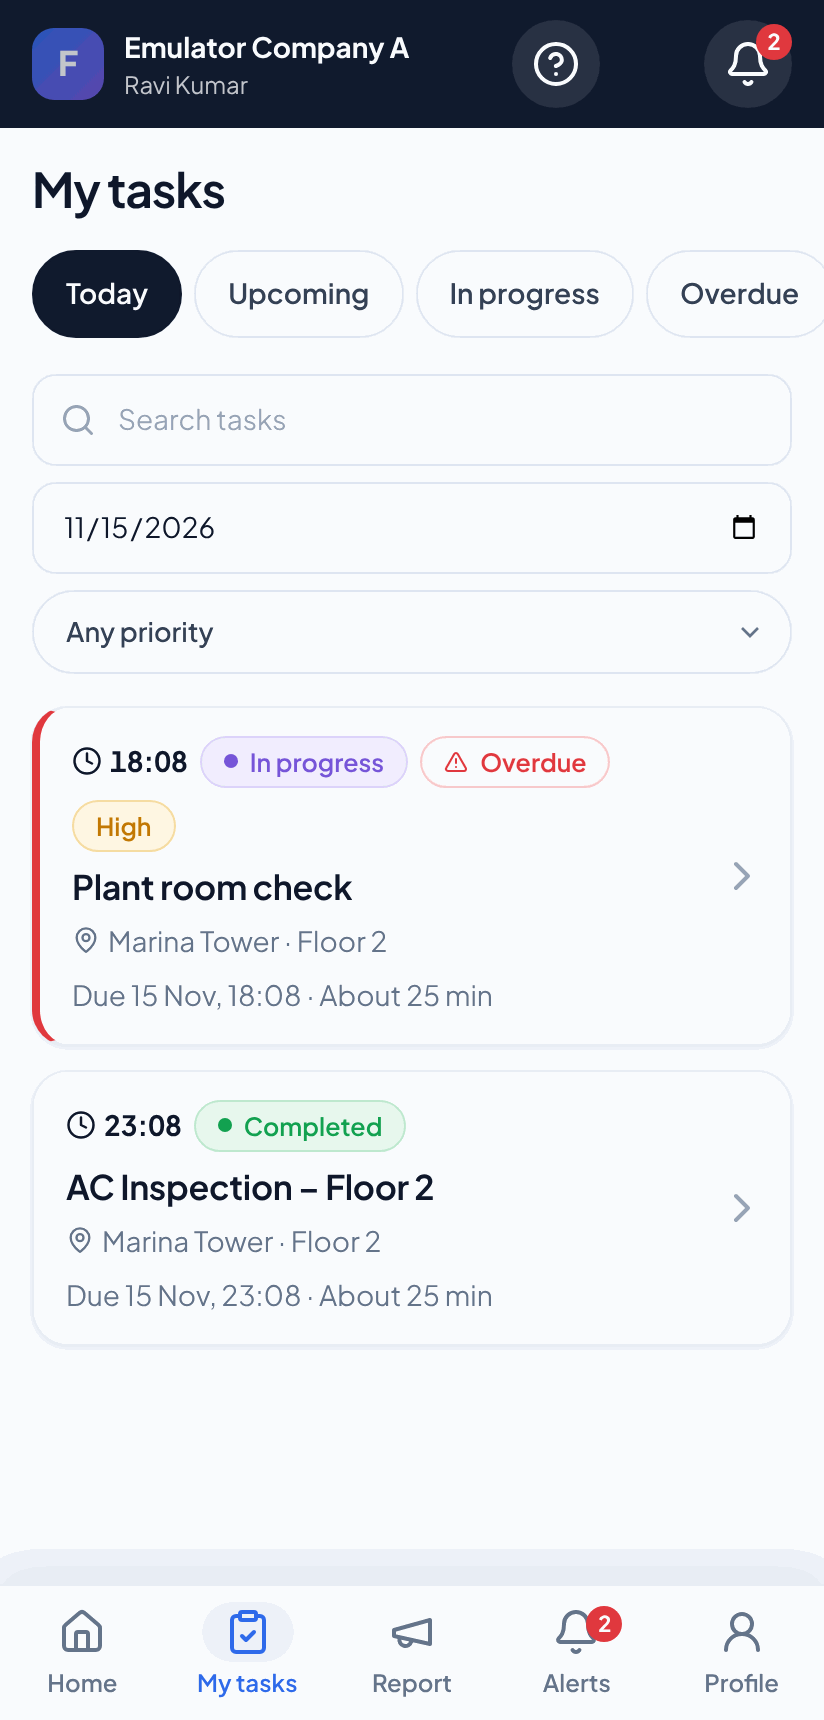 F
Emulator Company A
Ravi Kumar
2
My tasks
Today
Upcoming
In progress
Overdue
Search tasks
11/15/2026
Any priority
18:08
In progress
Overdue
High
Plant room check
Marina Tower · Floor 2
Due 15 Nov, 18:08 · About 25 min
23:08
Completed
AC Inspection – Floor 2
Marina Tower · Floor 2
Due 15 Nov, 23:08 · About 25 min
2
Home
My tasks
Report
Alerts
Profile